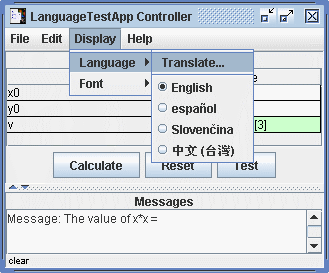 LanguageTestApp Controller
File Edit Display Help
Language Translate...
Font
English
español
Slovenčina
中文 (台灣)
x0
y0
v [3]
Calculate Reset Test
Messages
Message: The value of x*x =
clear